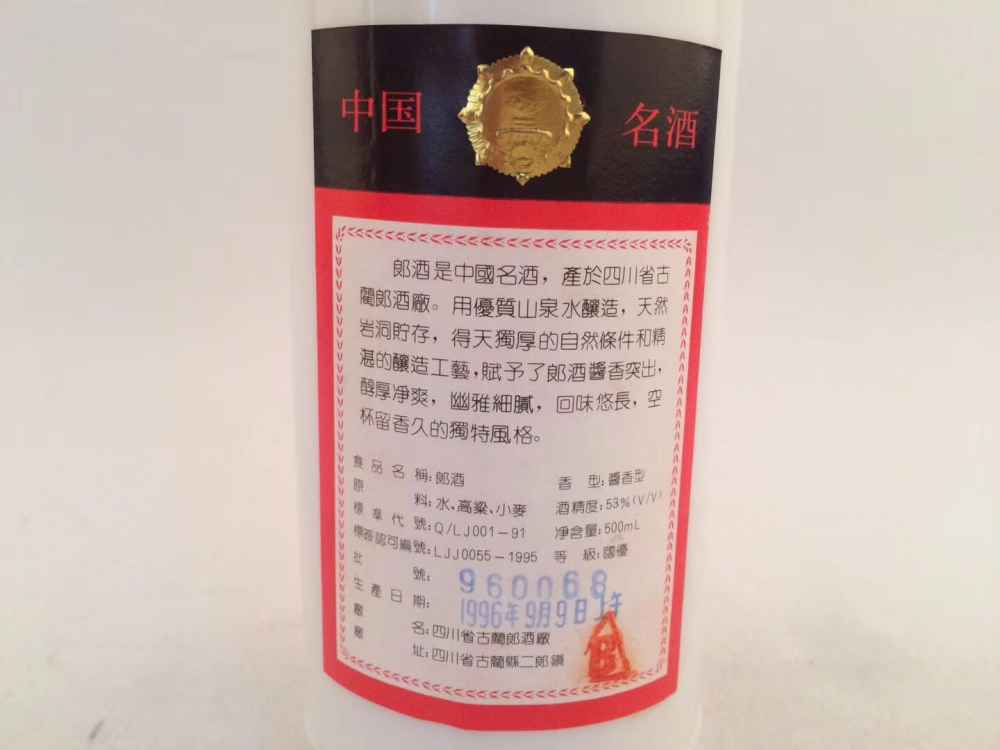 中国 名酒
郎酒是中國名酒，產於四川省古
藺郎酒廠。用優質山泉水釀造，天然
岩洞貯存，得天獨厚的自然條件和精
湛的釀造工藝，賦予了郎酒醬香突出，
醇厚凈爽，幽雅細膩，回味悠長，空
杯留香久的獨特風格。
食品名稱：郎酒 香型：醬香型
原料：水、高粱、小麥 酒精度：53%(V/V)
標準代號：Q/LJ001－91 凈含量：500mL
標簽認可編號：LJJ0055－1995 等級：國優
批號：960068
生產日期：1996年9月9日
廠名：四川省古藺郎酒廠
廠址：四川省古藺縣二郎鎮